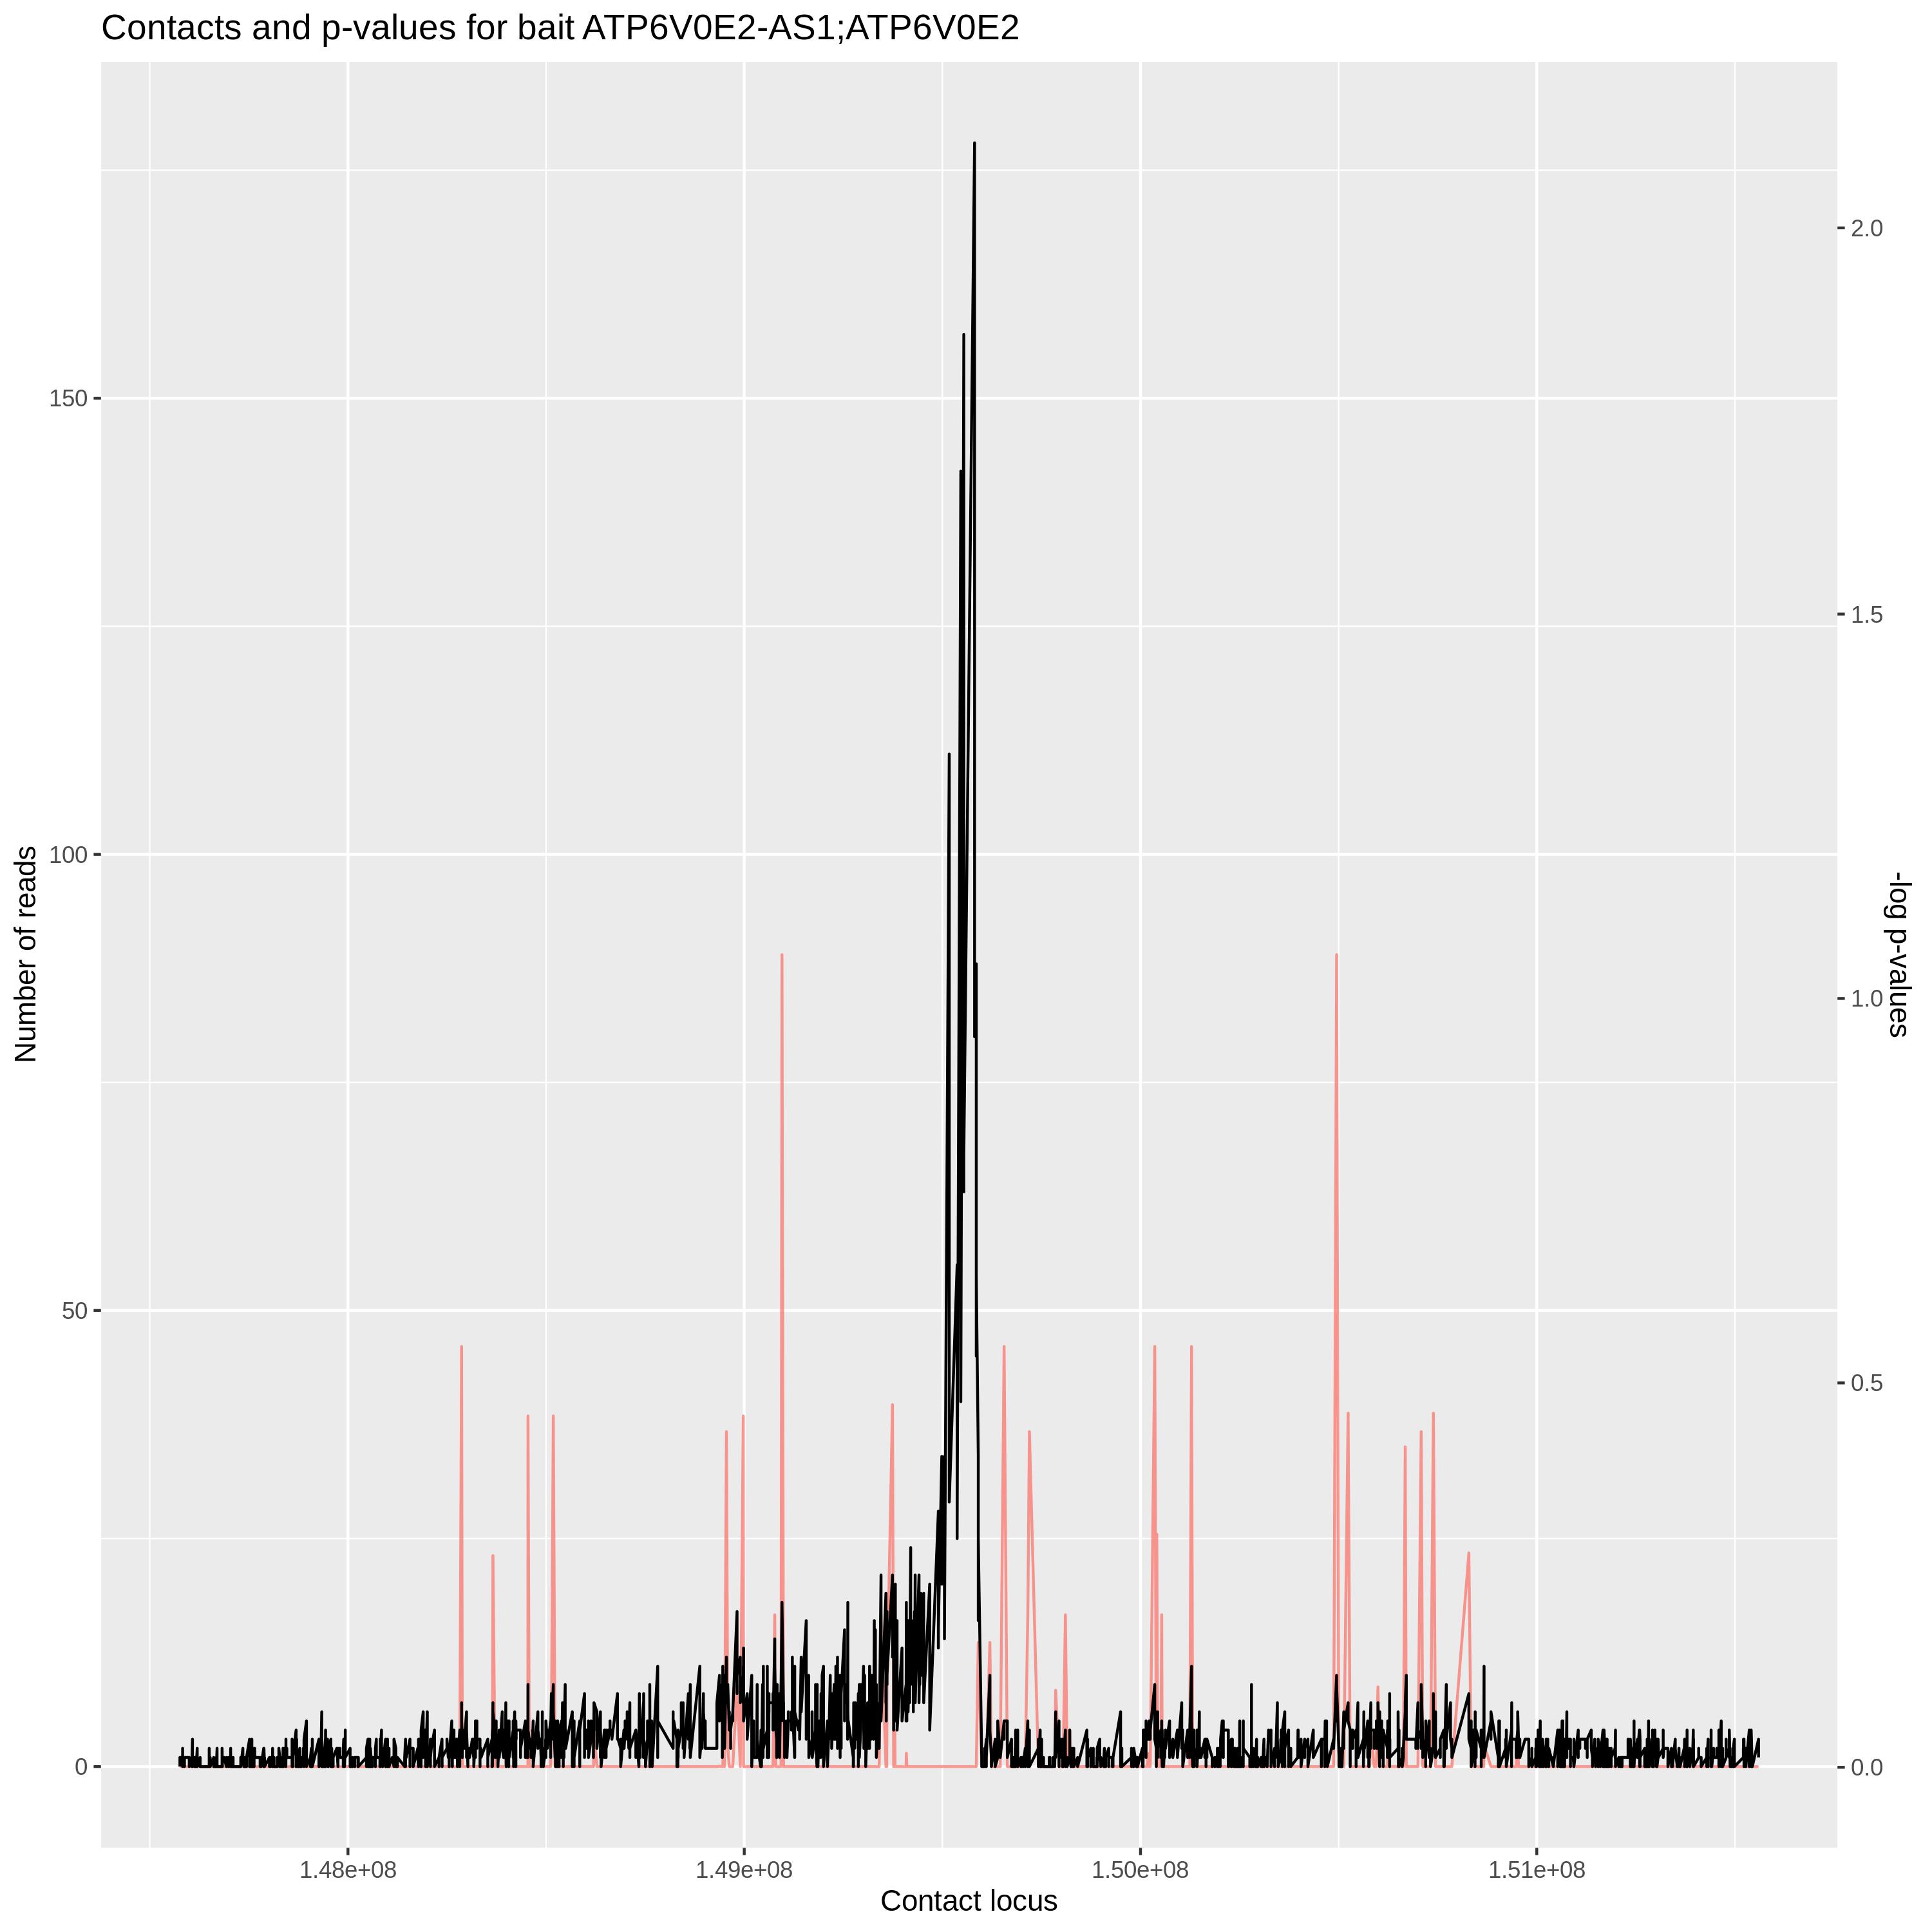 Contacts and p-values for bait ATP6V0E2-AS1;ATP6V0E2
Number of reads
150
100
50
0
2.0
1.5
1.0
0.5
0.0
-log p-values
1.48e+08 1.49e+08 1.50e+08 1.51e+08
Contact locus